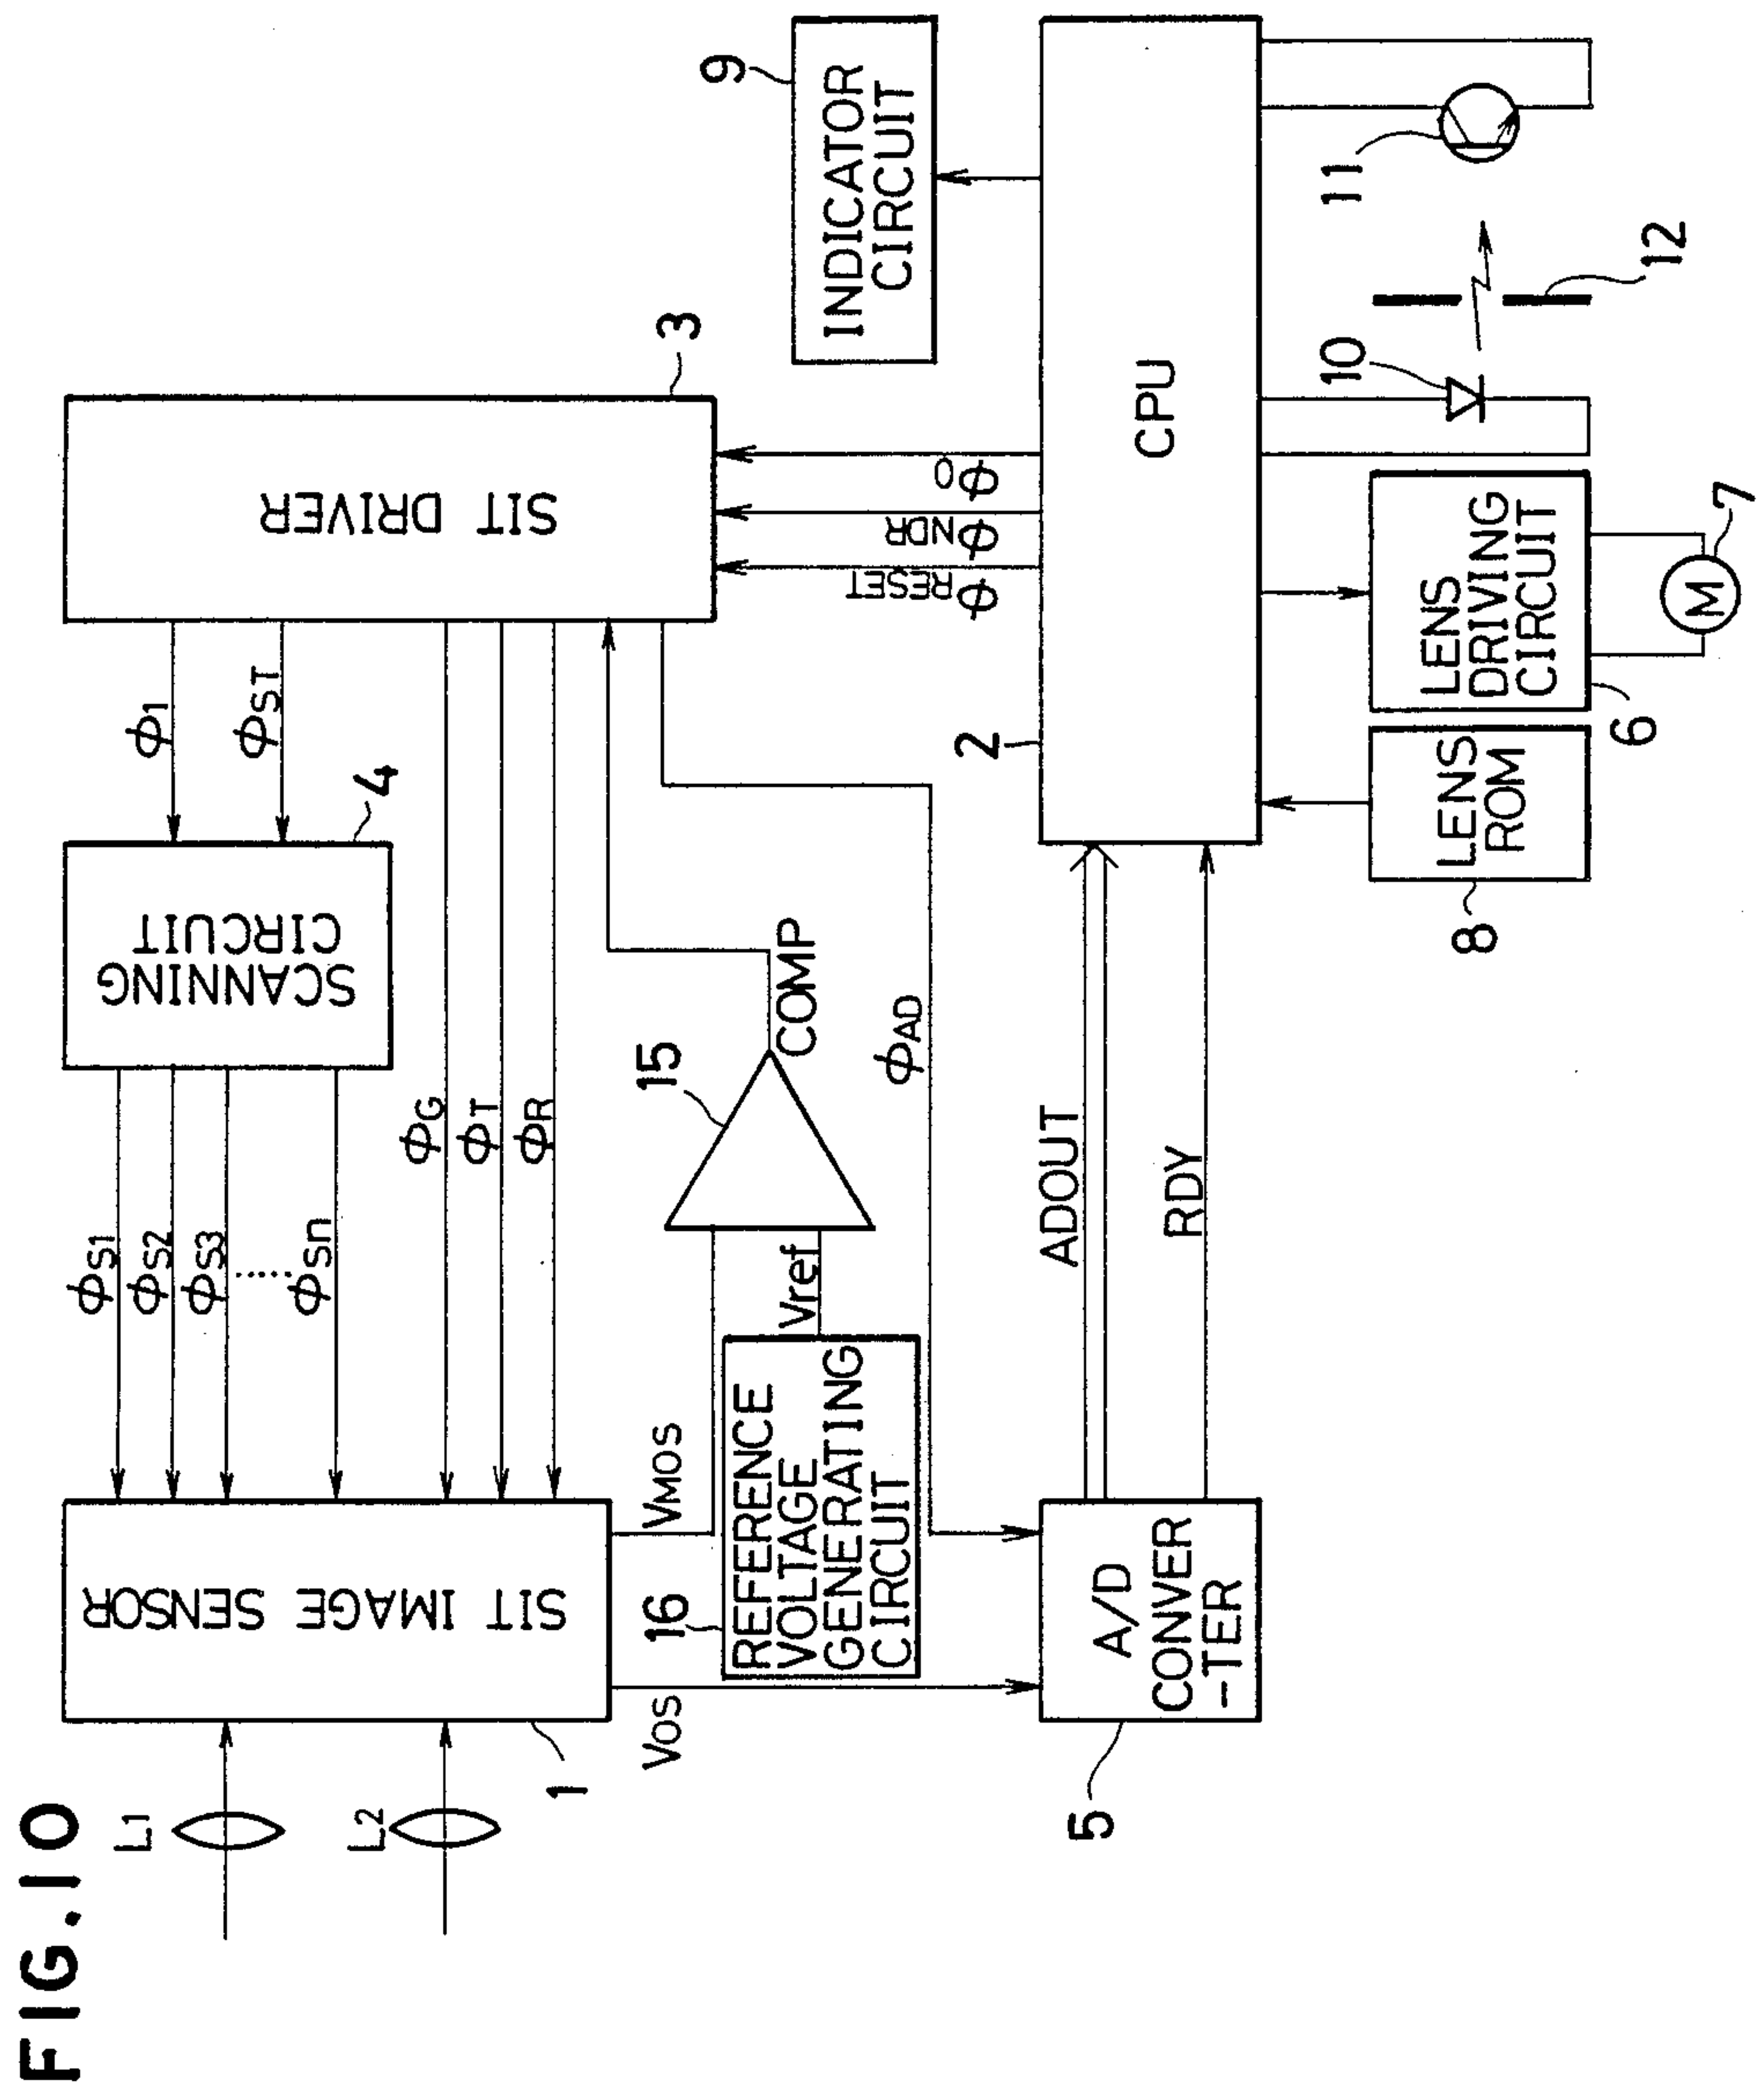 FIG.10
L1
L2
1
SIT IMAGE SENSOR
ΦS1
ΦS2
ΦS3
.....
ΦSn
ΦG
ΦT
ΦR
SCANNING
CIRCUIT
4
Φ1
ΦST
SIT DRIVER
3
VOS
VMOS
16
REFERENCE
VOLTAGE
GENERATING
CIRCUIT
Vref
15
COMP
ΦAD
ΦRESET
ΦNDR
Φ0
9
INDICATOR
CIRCUIT
5
A/D
CONVER
-TER
ADOUT
RDY
2
CPU
8
LENS
ROM
6
LENS
DRIVING
CIRCUIT
M
7
10
12
11